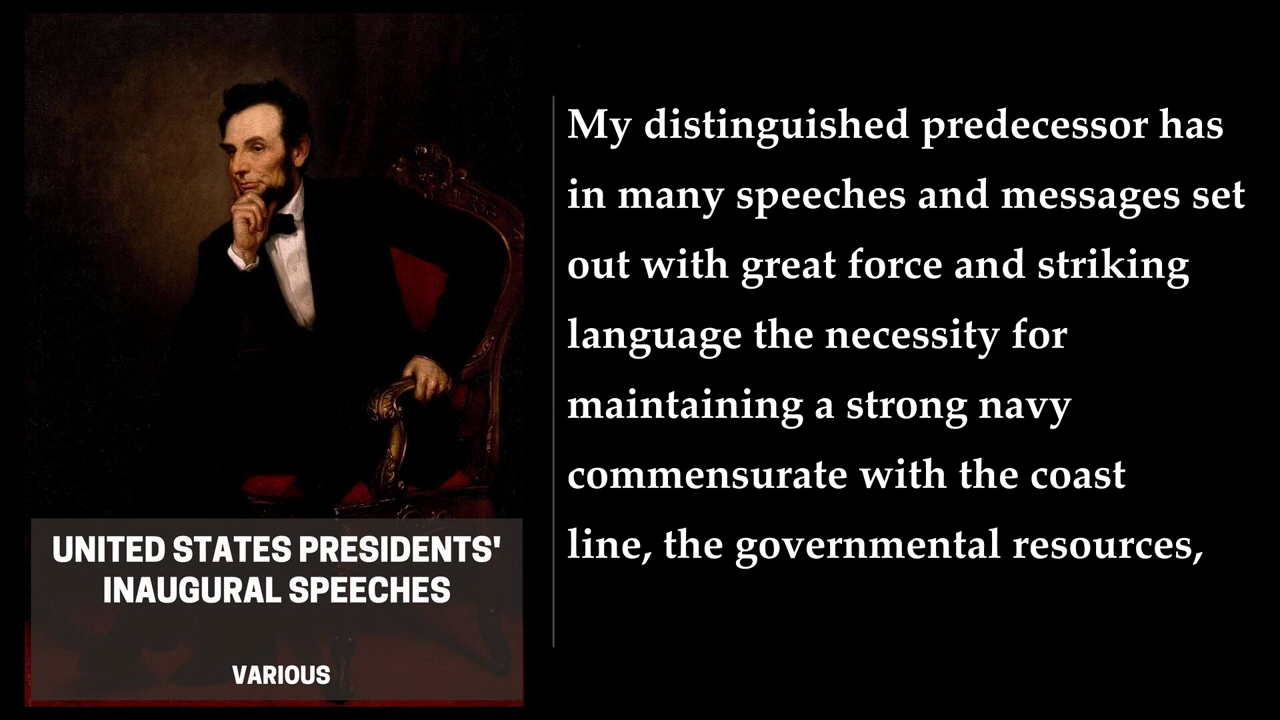 UNITED STATES PRESIDENTS'
INAUGURAL SPEECHES
VARIOUS
My distinguished predecessor has
in many speeches and messages set
out with great force and striking
language the necessity for
maintaining a strong navy
commensurate with the coast
line, the governmental resources,